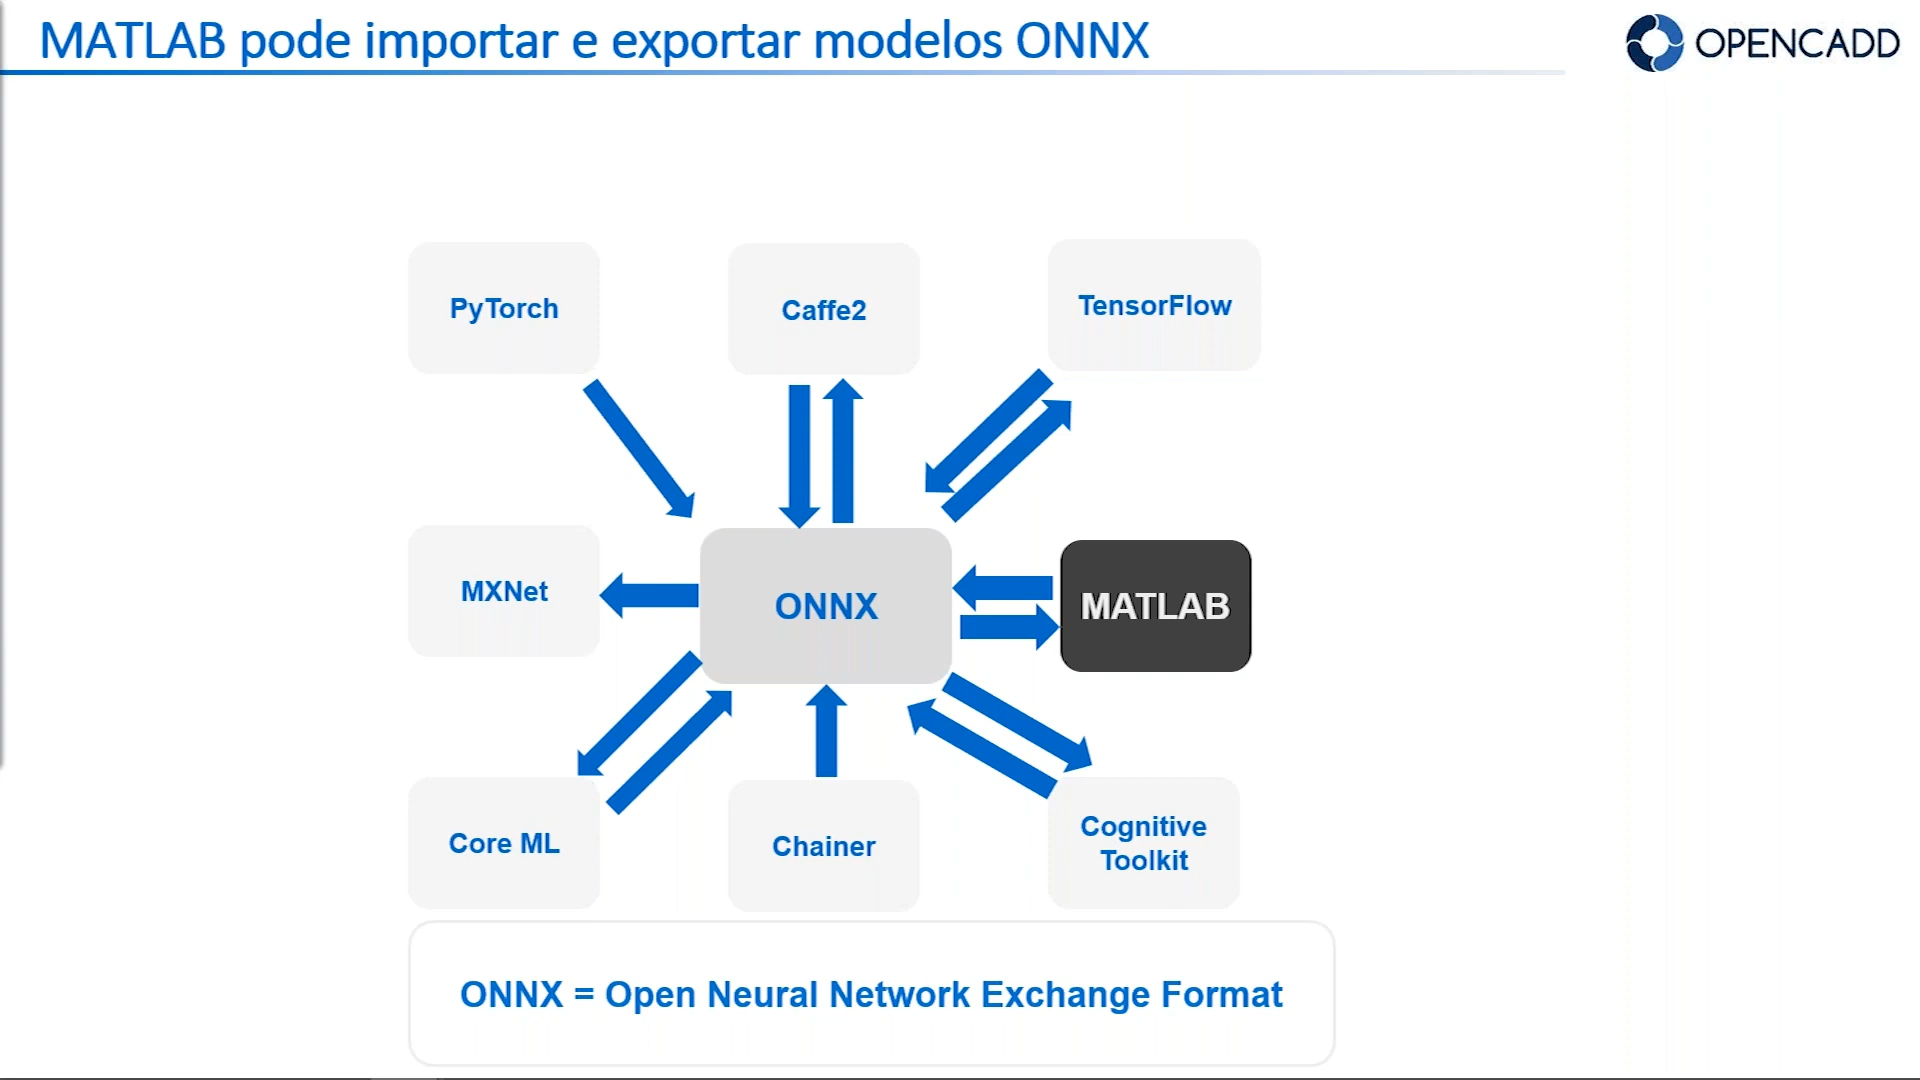 MATLAB pode importar e exportar modelos ONNX
OPENCADD
PyTorch
Caffe2
TensorFlow
MXNet
ONNX
MATLAB
Core ML
Chainer
Cognitive
Toolkit
ONNX = Open Neural Network Exchange Format